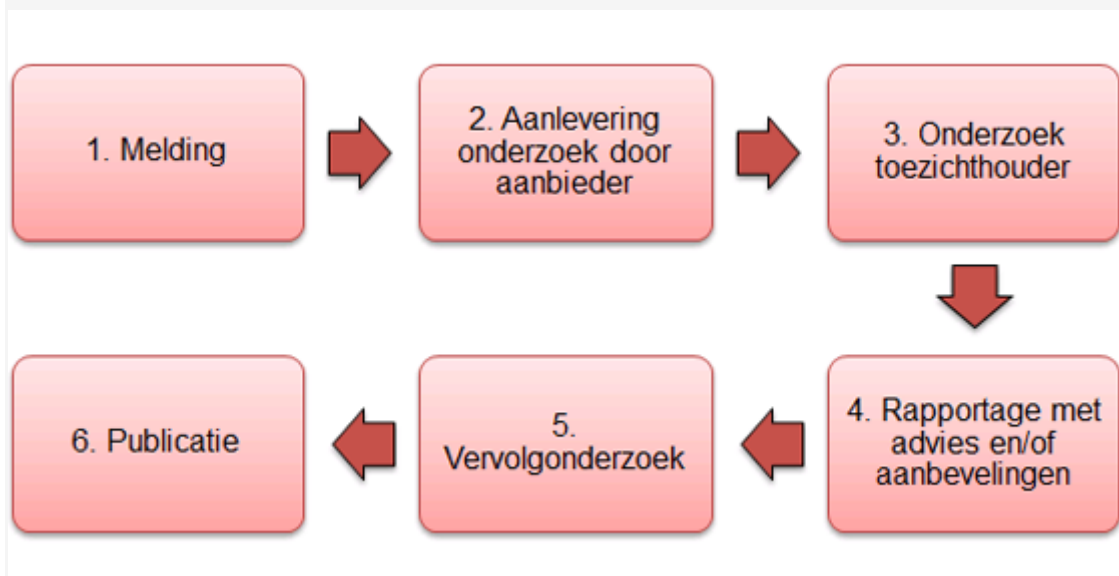 1. Melding
2. Aanlevering
onderzoek door
aanbieder
3. Onderzoek
toezichthouder
4. Rapportage met
advies en/of
aanbevelingen
5.
Vervolgonderzoek
6. Publicatie